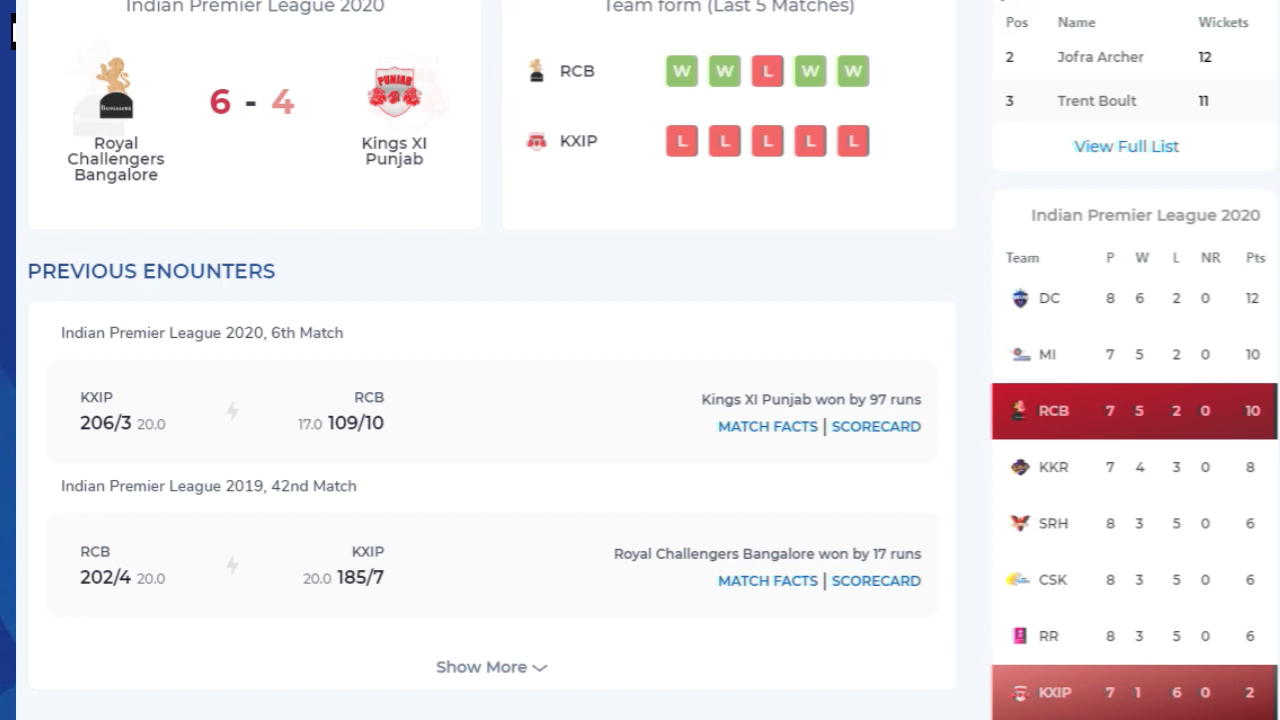 Indian Premier League 2020
6 - 4
Royal
Challengers
Bangalore
Kings XI
Punjab
Team form (Last 5 Matches)
RCB W W L W W
KXIP L L L L L
PREVIOUS ENOUNTERS
Indian Premier League 2020, 6th Match
KXIP RCB
206/3 20.0 17.0 109/10
Kings XI Punjab won by 97 runs
MATCH FACTS | SCORECARD
Indian Premier League 2019, 42nd Match
RCB KXIP
202/4 20.0 20.0 185/7
Royal Challengers Bangalore won by 17 runs
MATCH FACTS | SCORECARD
Show More
Pos Name Wickets
2 Jofra Archer 12
3 Trent Boult 11
View Full List
Indian Premier League 2020
Team P W L NR Pts
DC 8 6 2 0 12
MI 7 5 2 0 10
RCB 7 5 2 0 10
KKR 7 4 3 0 8
SRH 8 3 5 0 6
CSK 8 3 5 0 6
RR 8 3 5 0 6
KXIP 7 1 6 0 2